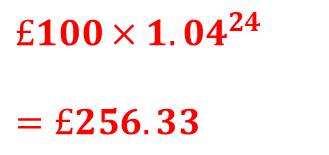 £100 × 1.04²⁴
= £256.33